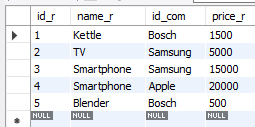 id_r name_r id_com price_r
1 Kettle Bosch 1500
2 TV Samsung 5000
3 Smartphone Samsung 15000
4 Smartphone Apple 20000
5 Blender Bosch 500
NULL NULL NULL NULL